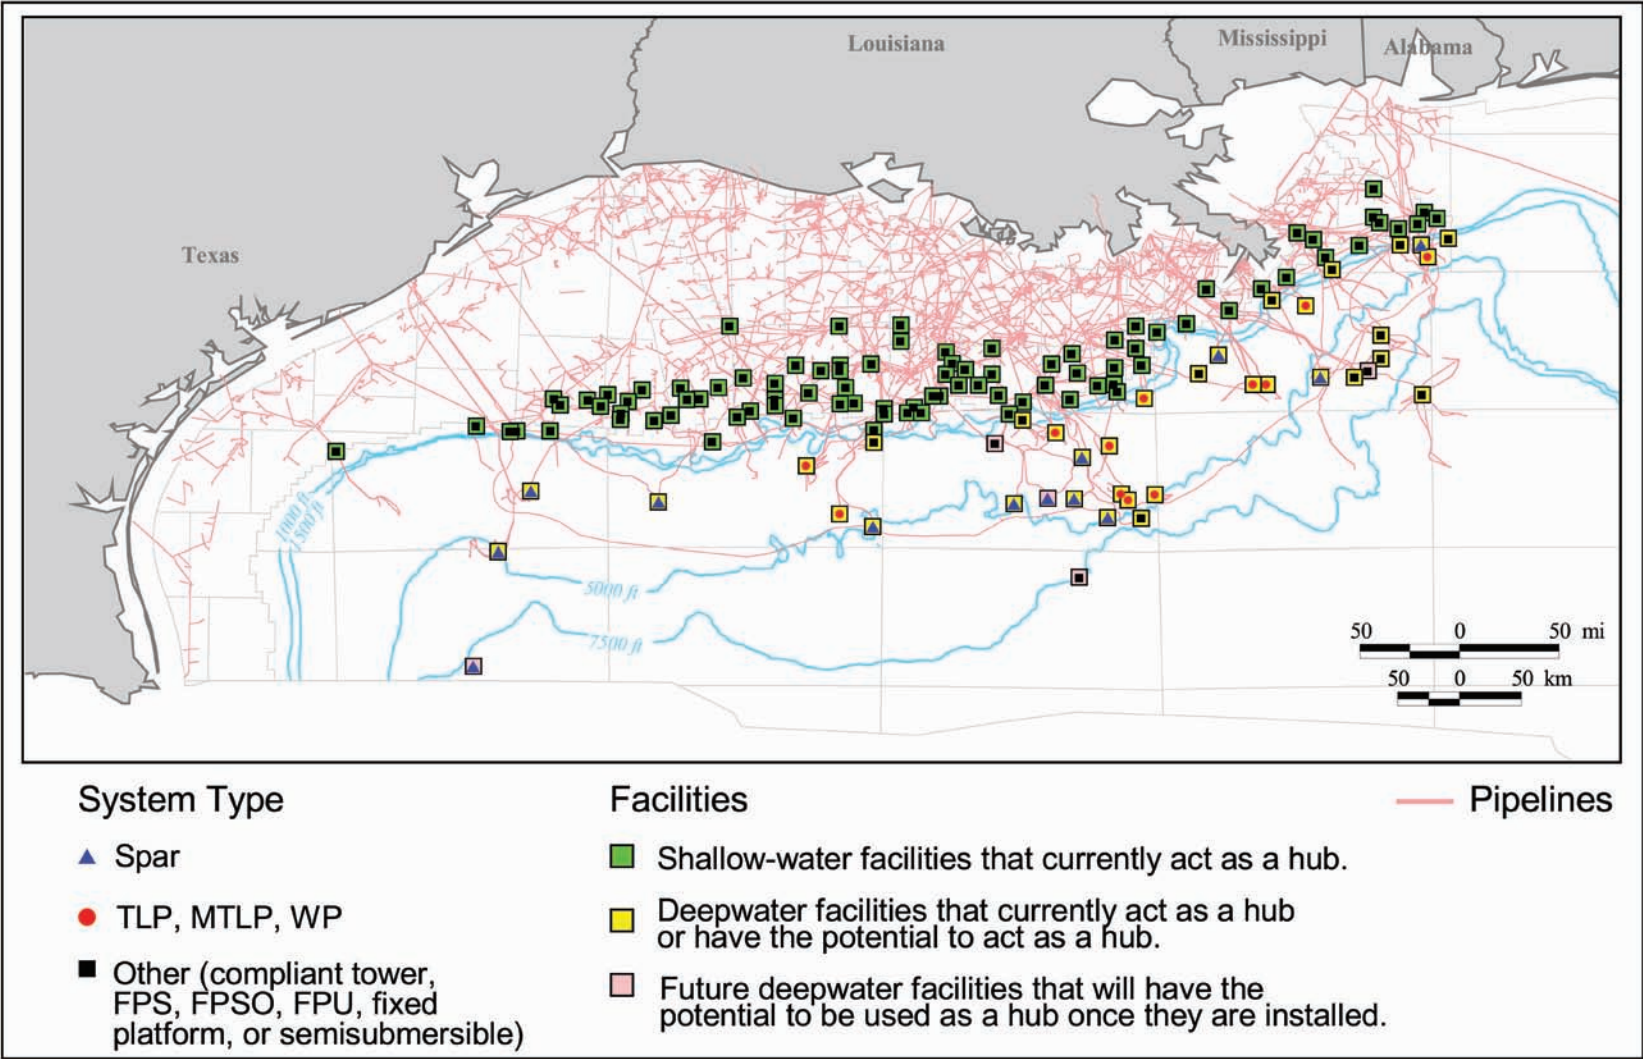 Louisiana
Mississippi
Alabama
Texas
1000 ft
1500 ft
5000 ft
7500 ft
50 0 50 mi
50 0 50 km
System Type
Spar
TLP, MTLP, WP
Other (compliant tower,
FPS, FPSO, FPU, fixed
platform, or semisubmersible)
Facilities
Shallow-water facilities that currently act as a hub.
Deepwater facilities that currently act as a hub
or have the potential to act as a hub.
Future deepwater facilities that will have the
potential to be used as a hub once they are installed.
Pipelines